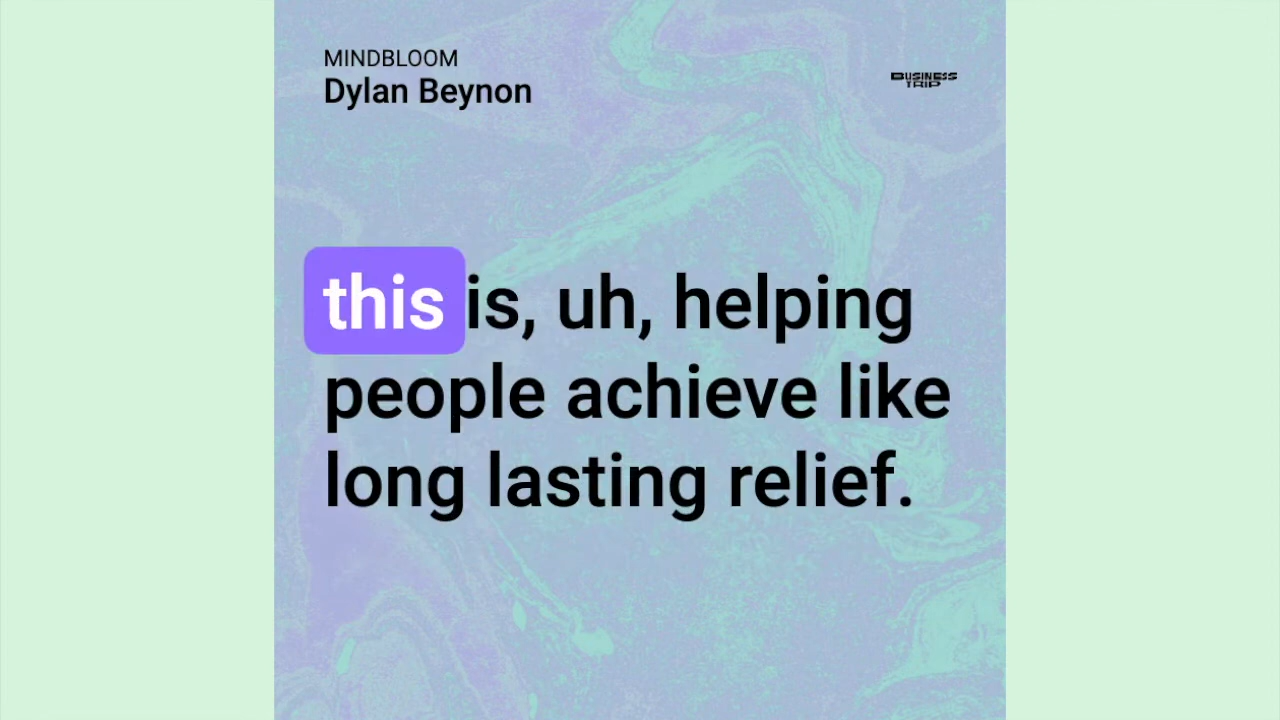 MINDBLOOM
Dylan Beynon
BUSINESS
TRIP
this is, uh, helping
people achieve like
long lasting relief.